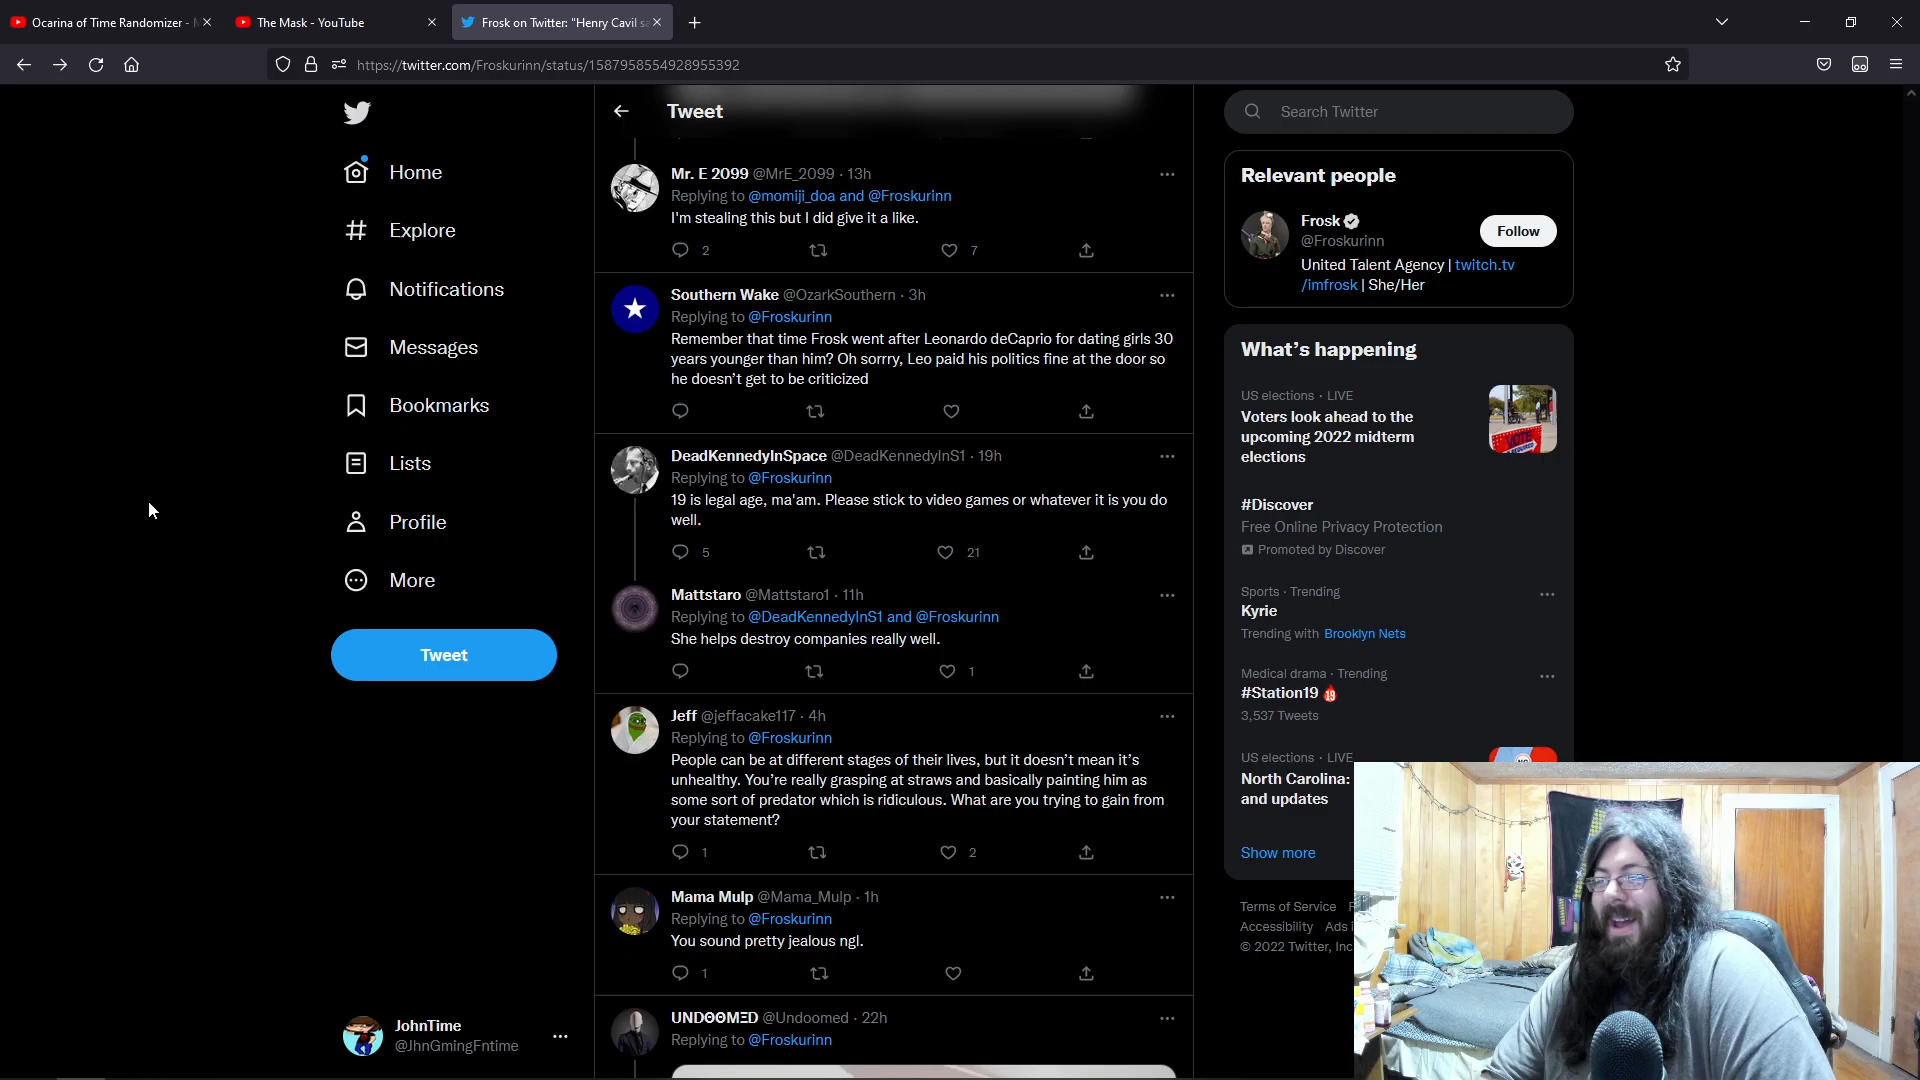 Ocarina of Time Randomizer -
The Mask - YouTube
Frosk on Twitter: "Henry Cavil sa
https://twitter.com/Froskurinn/status/1587958554928955392
Home
Explore
Notifications
Messages
Bookmarks
Lists
Profile
More
Tweet
JohnTime
@JhnGmingFntime
Tweet
Mr. E 2099 @MrE_2099 · 13h
Replying to @momiji_doa and @Froskurinn
I'm stealing this but I did give it a like.
2 7
Southern Wake @OzarkSouthern · 3h
Replying to @Froskurinn
Remember that time Frosk went after Leonardo deCaprio for dating girls 30
years younger than him? Oh sorrry, Leo paid his politics fine at the door so
he doesn't get to be criticized
DeadKennedyInSpace @DeadKennedyInS1 · 19h
Replying to @Froskurinn
19 is legal age, ma'am. Please stick to video games or whatever it is you do
well.
5 21
Mattstaro @Mattstaro1 · 11h
Replying to @DeadKennedyInS1 and @Froskurinn
She helps destroy companies really well.
1
Jeff @jeffacake117 · 4h
Replying to @Froskurinn
People can be at different stages of their lives, but it doesn't mean it's
unhealthy. You're really grasping at straws and basically painting him as
some sort of predator which is ridiculous. What are you trying to gain from
your statement?
1 2
Mama Mulp @Mama_Mulp · 1h
Replying to @Froskurinn
You sound pretty jealous ngl.
1
UNDΘΘMΞD @Undoomed · 22h
Replying to @Froskurinn
Search Twitter
Relevant people
Frosk
@Froskurinn
Follow
United Talent Agency | twitch.tv
/imfrosk | She/Her
What's happening
US elections · LIVE
Voters look ahead to the
upcoming 2022 midterm
elections
VOTE
#Discover
Free Online Privacy Protection
Promoted by Discover
Sports · Trending
Kyrie
Trending with Brooklyn Nets
Medical drama · Trending
#Station19
19
3,537 Tweets
US elections · LIVE
North Carolina:
and updates
Show more
Terms of Service
Accessibility Ads i
© 2022 Twitter, Inc